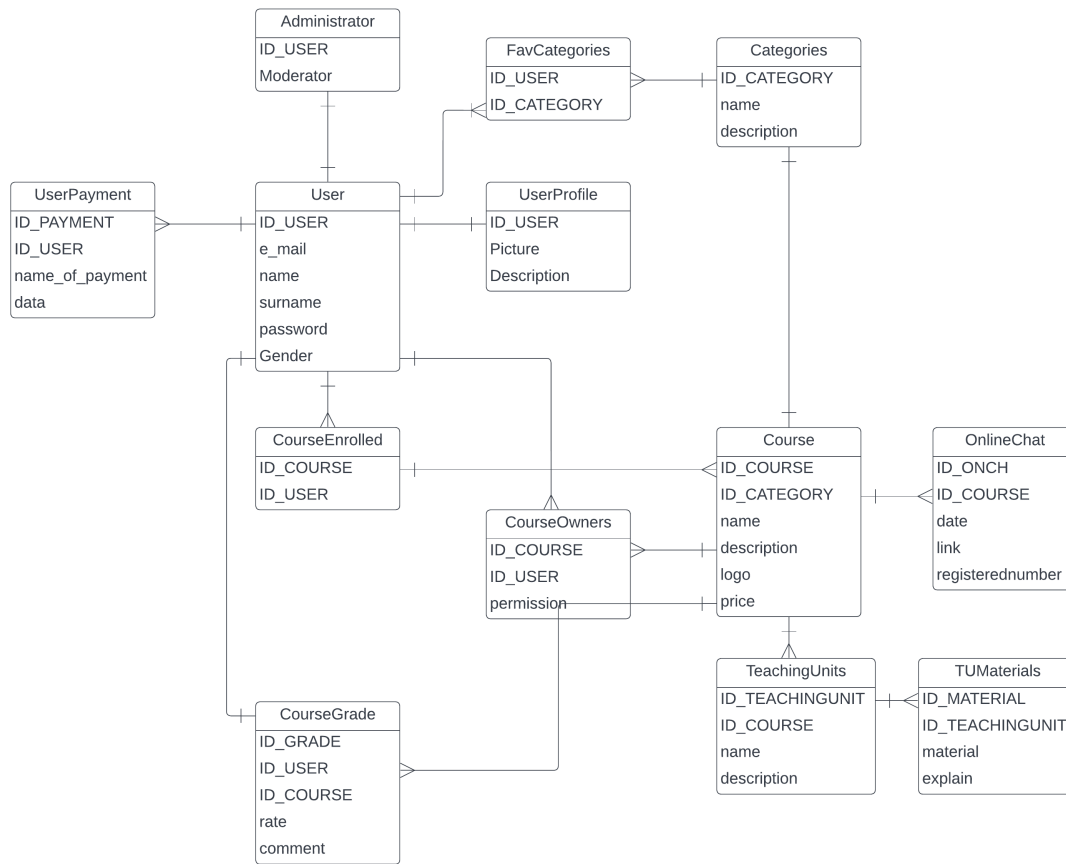 Administrator
ID_USER
Moderator
FavCategories
ID_USER
ID_CATEGORY
Categories
ID_CATEGORY
name
description
UserPayment
ID_PAYMENT
ID_USER
name_of_payment
data
User
ID_USER
e_mail
name
surname
password
Gender
UserProfile
ID_USER
Picture
Description
CourseEnrolled
ID_COURSE
ID_USER
CourseOwners
ID_COURSE
ID_USER
permission
Course
ID_COURSE
ID_CATEGORY
name
description
logo
price
OnlineChat
ID_ONCH
ID_COURSE
date
link
registerednumber
CourseGrade
ID_GRADE
ID_USER
ID_COURSE
rate
comment
TeachingUnits
ID_TEACHINGUNIT
ID_COURSE
name
description
TUMaterials
ID_MATERIAL
ID_TEACHINGUNIT
material
explain